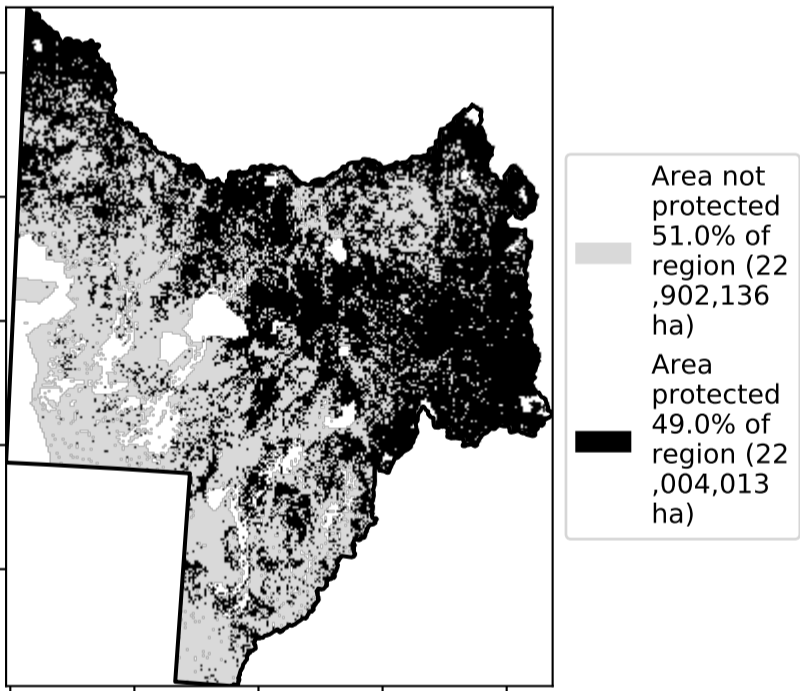 Area not
protected
51.0% of
region (22
,902,136
ha)
Area
protected
49.0% of
region (22
,004,013
ha)